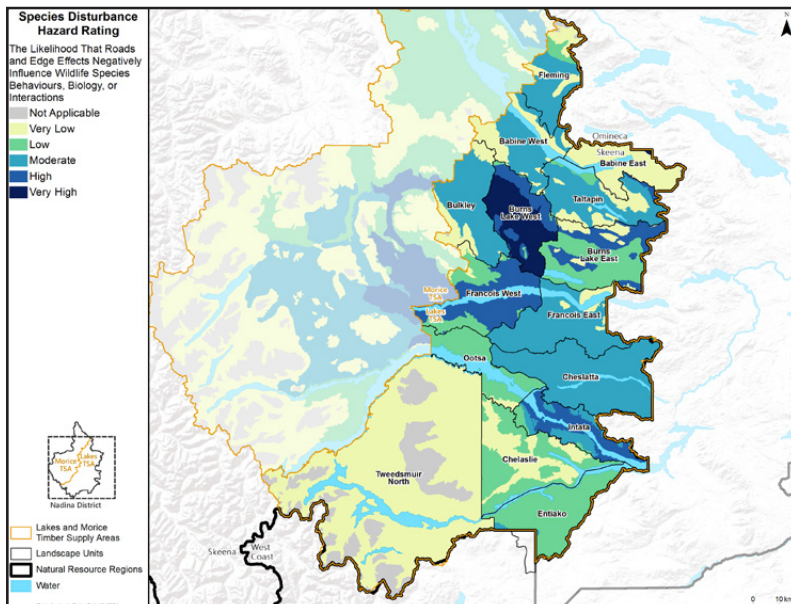 Species Disturbance
Hazard Rating
The Likelihood That Roads
and Edge Effects Negatively
Influence Wildlife Species
Behaviours, Biology, or
Interactions
Not Applicable
Very Low
Low
Moderate
High
Very High
Morice
TSA
Lakes
TSA
Nadina District
Lakes and Morice
Timber Supply Areas
Landscape Units
Natural Resource Regions
Water
N
Fleming
Babine West
Omineca
Skeena
Babine East
Taltapin
Bulkley
Burns
Lake West
Burns
Lake East
Morice
TSA
Lakes
TSA
Francois West
Francois East
Ootsa
Cheslatta
Intata
Chelaslie
Tweedsmuir
North
Entiako
Skeena
West
Coast
0 10 km